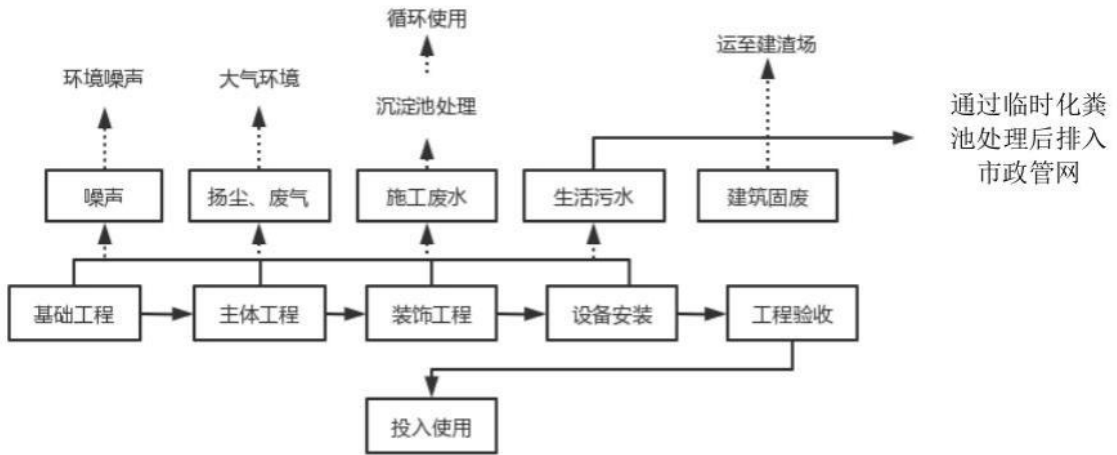 循环使用
运至建渣场
环境噪声
大气环境
沉淀池处理
通过临时化粪
池处理后排入
市政管网
噪声
扬尘、废气
施工废水
生活污水
建筑固废
基础工程
主体工程
装饰工程
设备安装
工程验收
投入使用